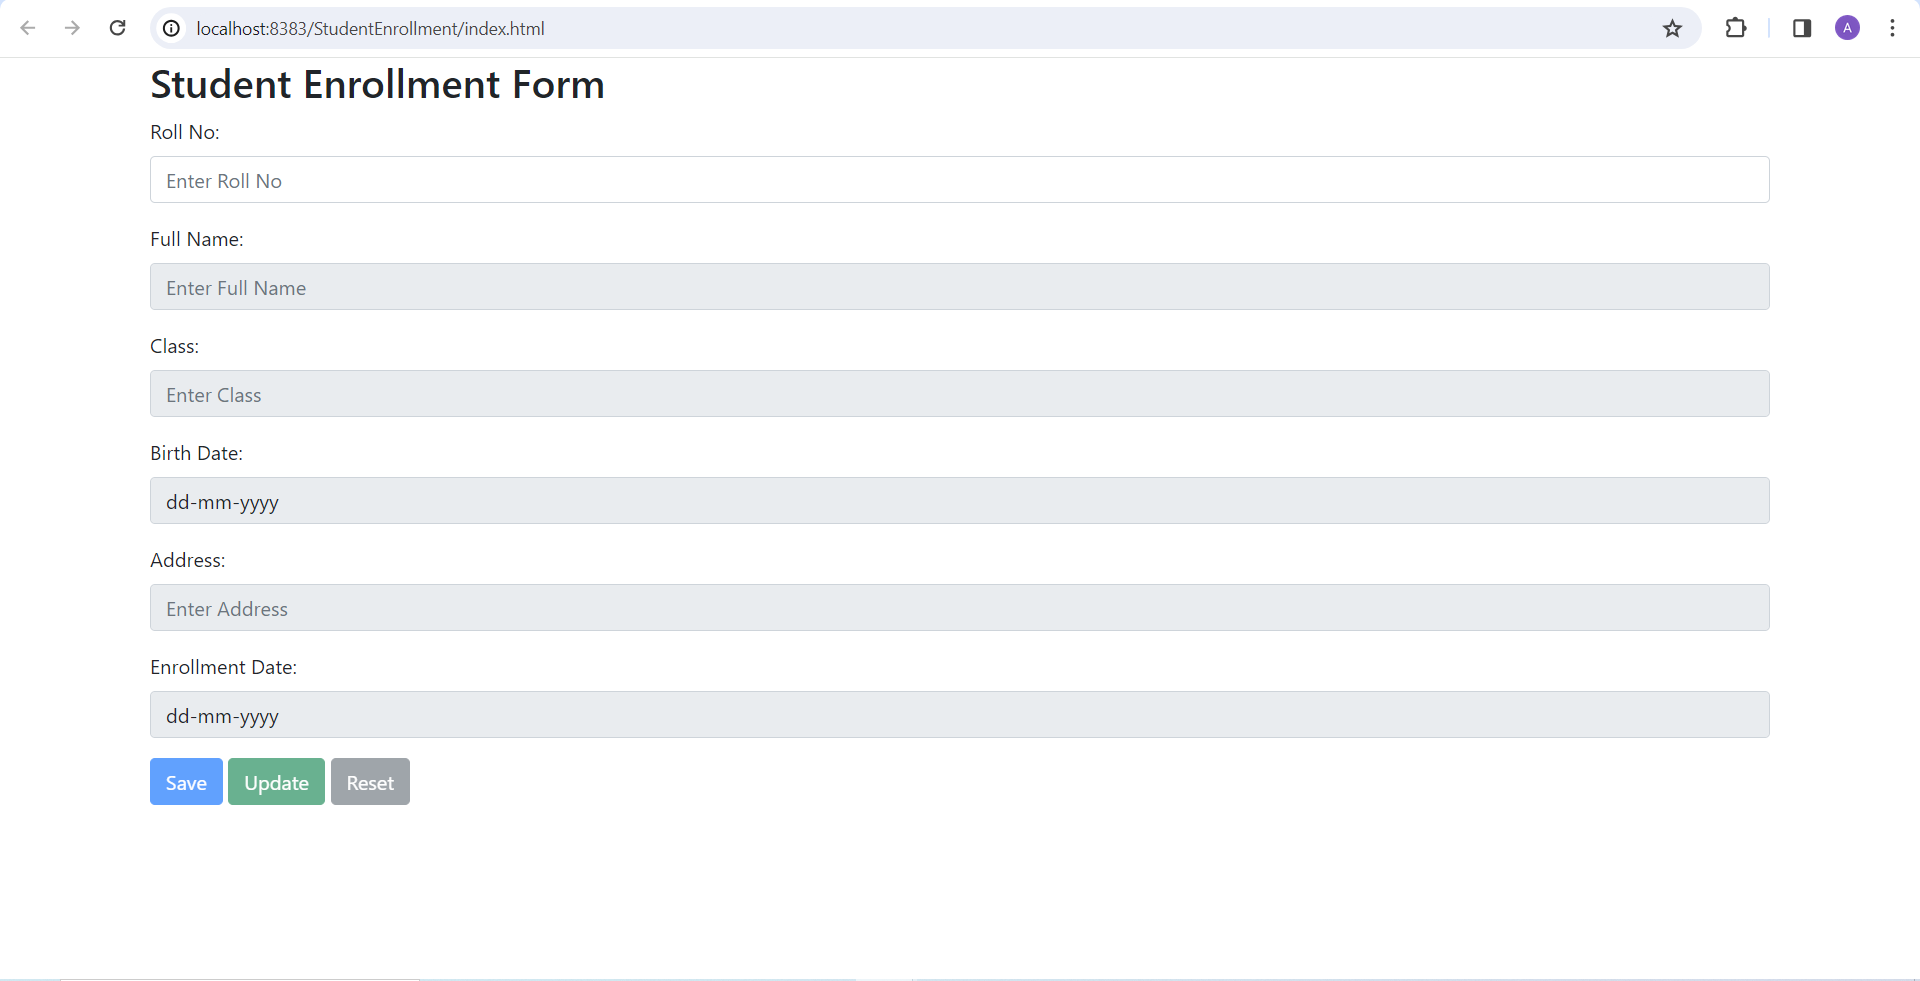 localhost:8383/StudentEnrollment/index.html
A
Student Enrollment Form
Roll No:
Enter Roll No
Full Name:
Enter Full Name
Class:
Enter Class
Birth Date:
dd-mm-yyyy
Address:
Enter Address
Enrollment Date:
dd-mm-yyyy
Save Update Reset